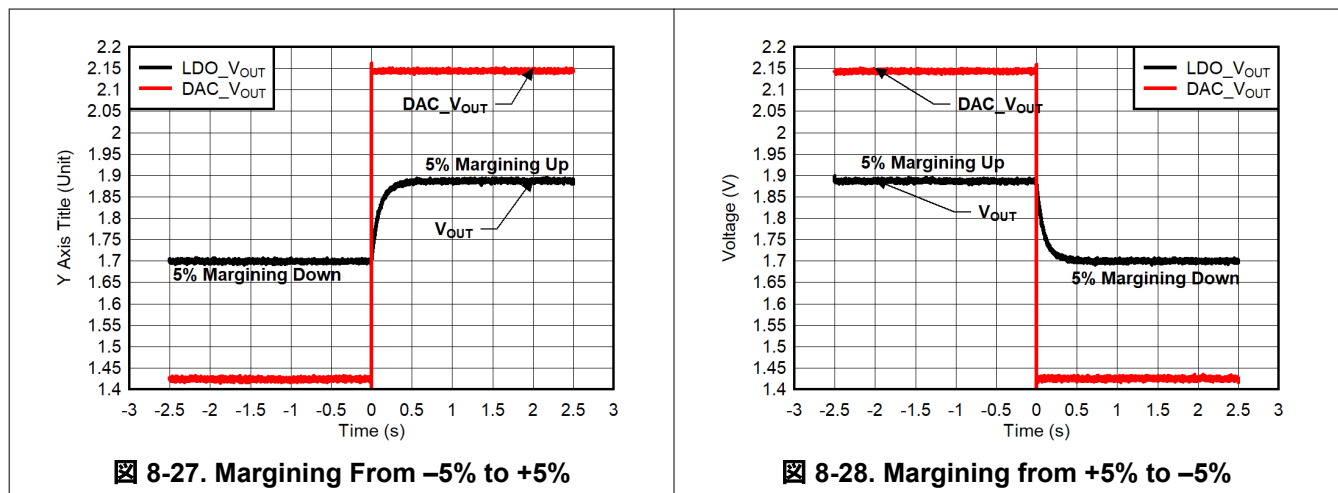 2.2
2.15
2.1
2.05
2
1.95
1.9
1.85
1.8
1.75
1.7
1.65
1.6
1.55
1.5
1.45
1.4
Y Axis Title (Unit)
LDO_VOUT
DAC_VOUT
DAC_VOUT
5% Margining Up
VOUT
5% Margining Down
-3 -2.5 -2 -1.5 -1 -0.5 0 0.5 1 1.5 2 2.5 3
Time (s)
図 8-27. Margining From –5% to +5%
2.2
2.15
2.1
2.05
2
1.95
1.9
1.85
1.8
1.75
1.7
1.65
1.6
1.55
1.5
1.45
1.4
Voltage (V)
LDO_VOUT
DAC_VOUT
DAC_VOUT
5% Margining Up
VOUT
5% Margining Down
-3 -2.5 -2 -1.5 -1 -0.5 0 0.5 1 1.5 2 2.5 3
Time (s)
図 8-28. Margining from +5% to –5%